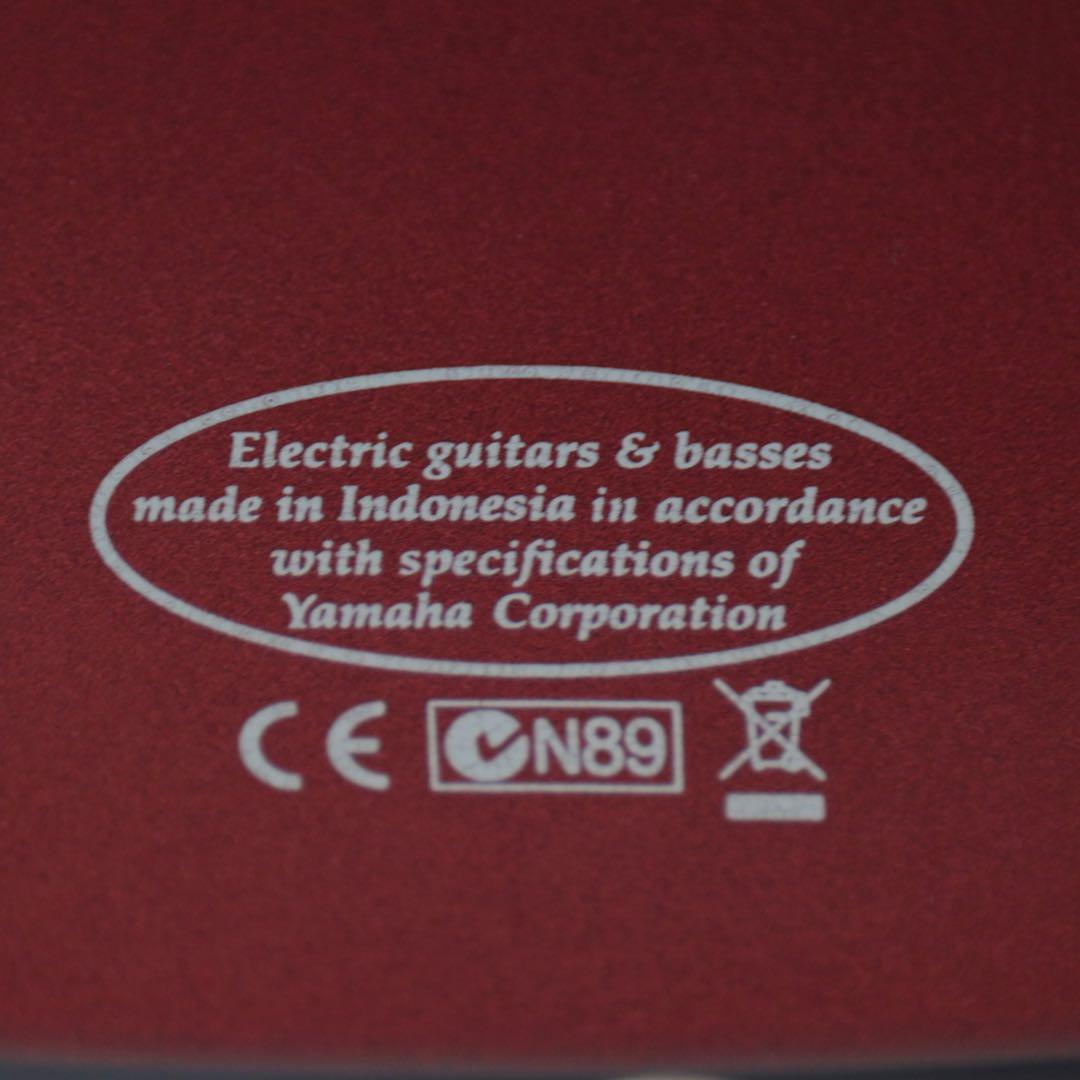 Electric guitars & basses
made in Indonesia in accordance
with specifications of
Yamaha Corporation
CE N89